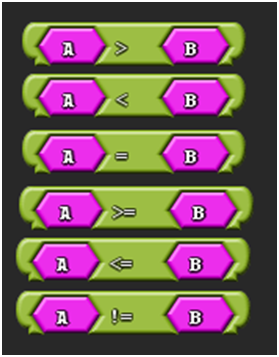 A > B
A < B
A = B
A >= B
A <= B
A != B